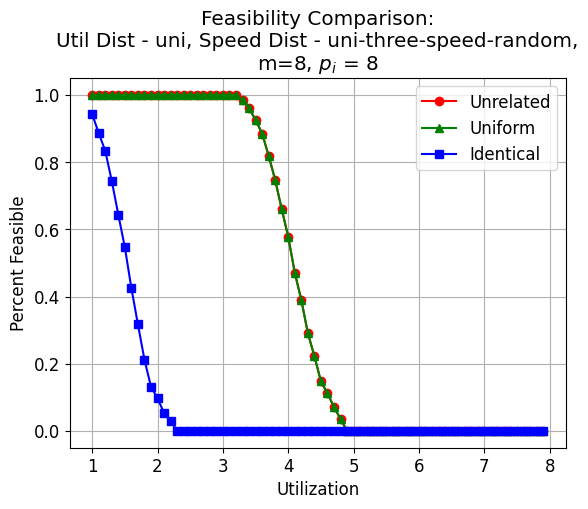 Feasibility Comparison:
Util Dist - uni, Speed Dist - uni-three-speed-random,
m=8, pᵢ = 8
Unrelated
Uniform
Identical
Percent Feasible
1.0
0.8
0.6
0.4
0.2
0.0
1 2 3 4 5 6 7 8
Utilization